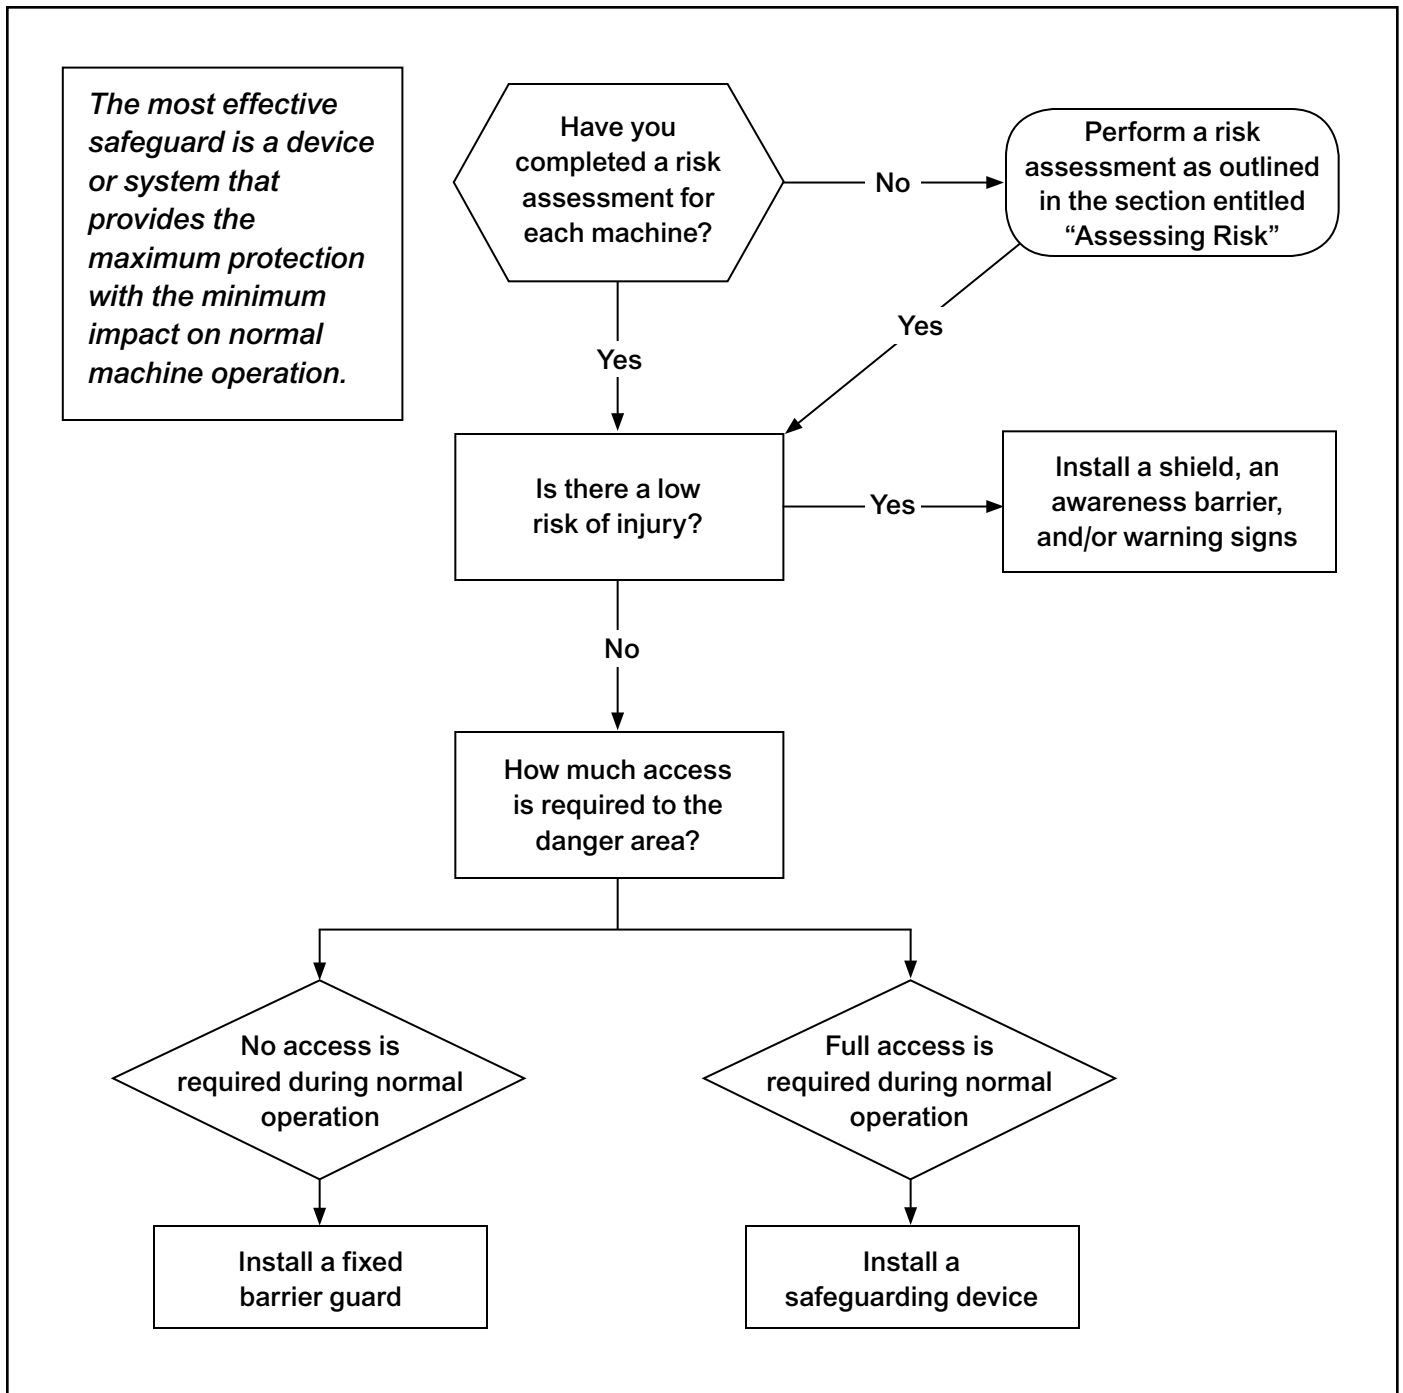 The most effective
safeguard is a device
or system that
provides the
maximum protection
with the minimum
impact on normal
machine operation.
Have you
completed a risk
assessment for
each machine?
No
Perform a risk
assessment as outlined
in the section entitled
“Assessing Risk”
Yes
Yes
Is there a low
risk of injury?
Yes
Install a shield, an
awareness barrier,
and/or warning signs
No
How much access
is required to the
danger area?
No access is
required during normal
operation
Full access is
required during normal
operation
Install a fixed
barrier guard
Install a
safeguarding device